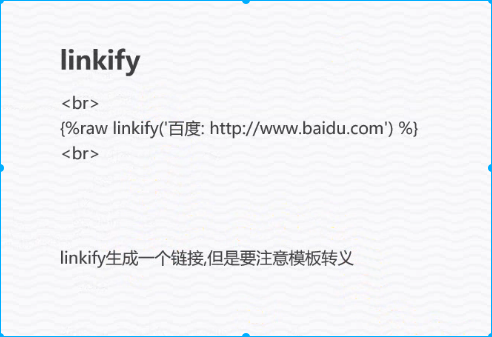 linkify
<br>
{%raw linkify('百度: http://www.baidu.com') %}
<br>
linkify生成一个链接,但是要注意模板转义